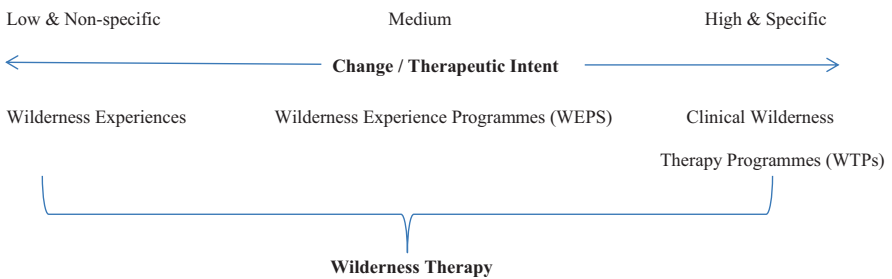 Low & Non-specific Medium High & Specific
Change / Therapeutic Intent
Wilderness Experiences Wilderness Experience Programmes (WEPS) Clinical Wilderness
Therapy Programmes (WTPs)
Wilderness Therapy